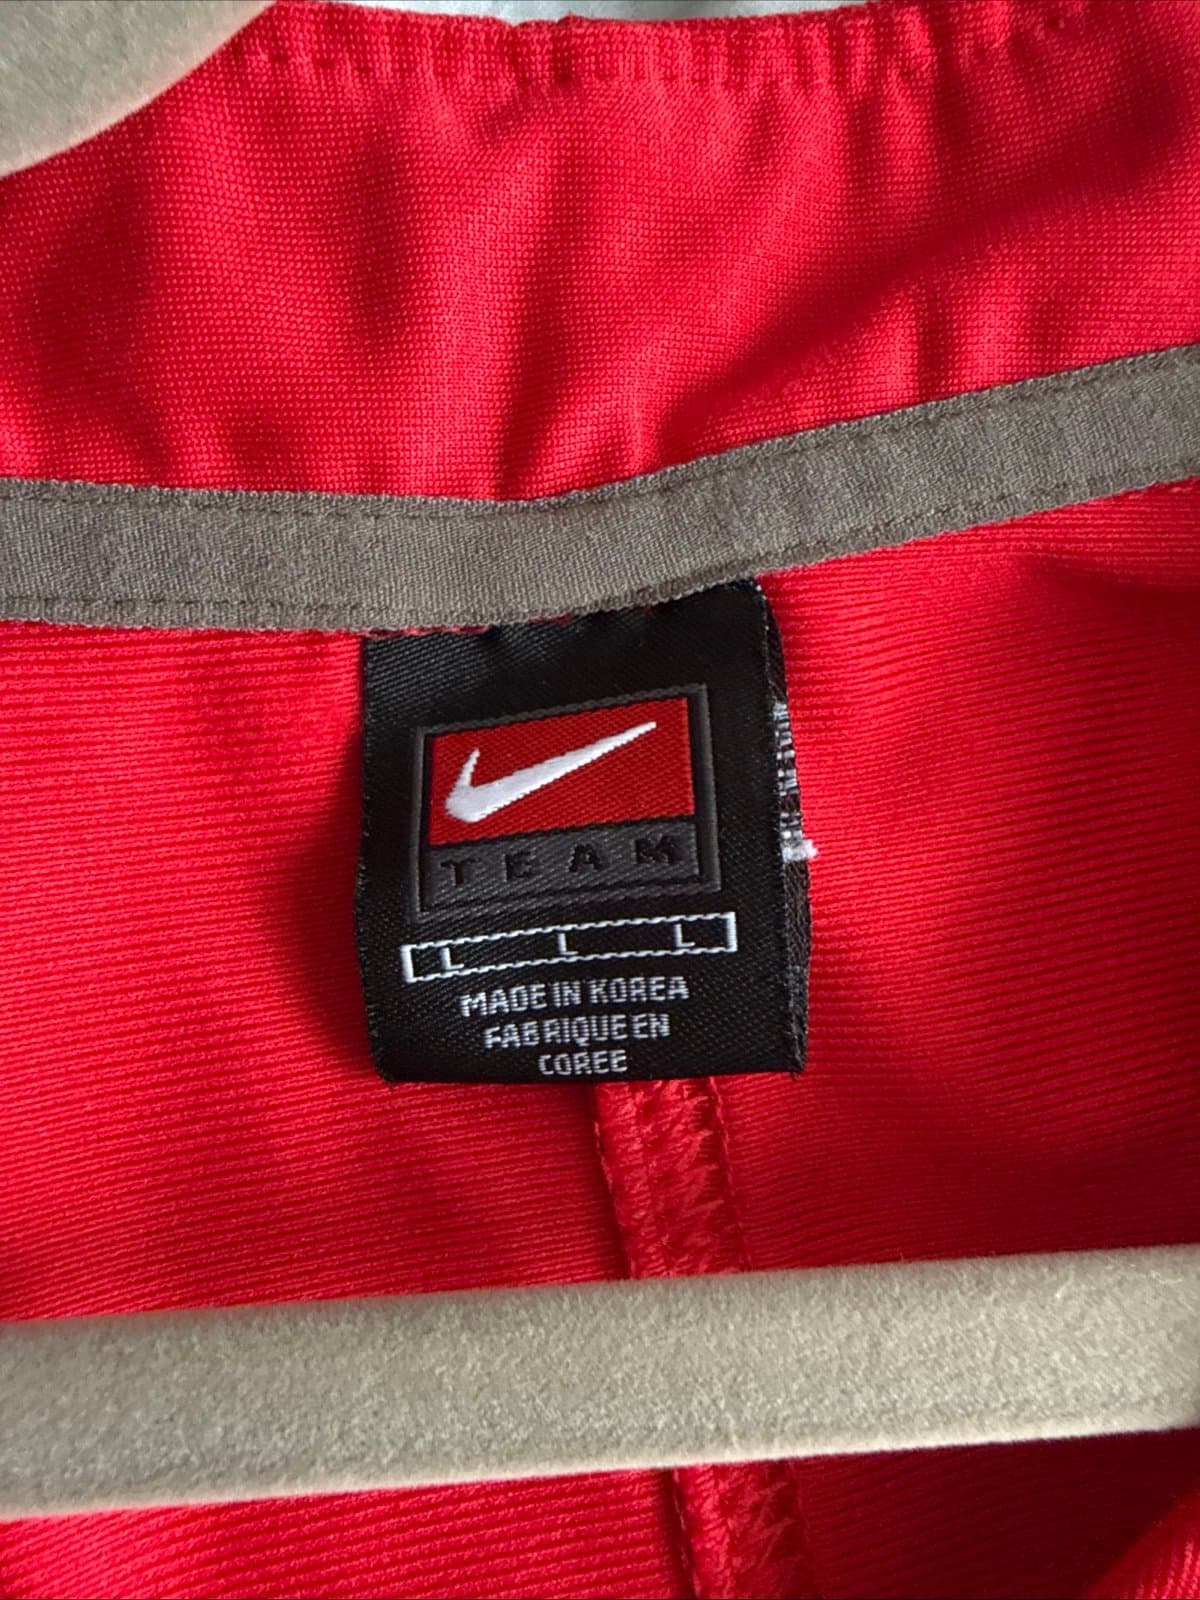 TEAM
L L L
MADE IN KOREA
FABRIQUE EN
COREE